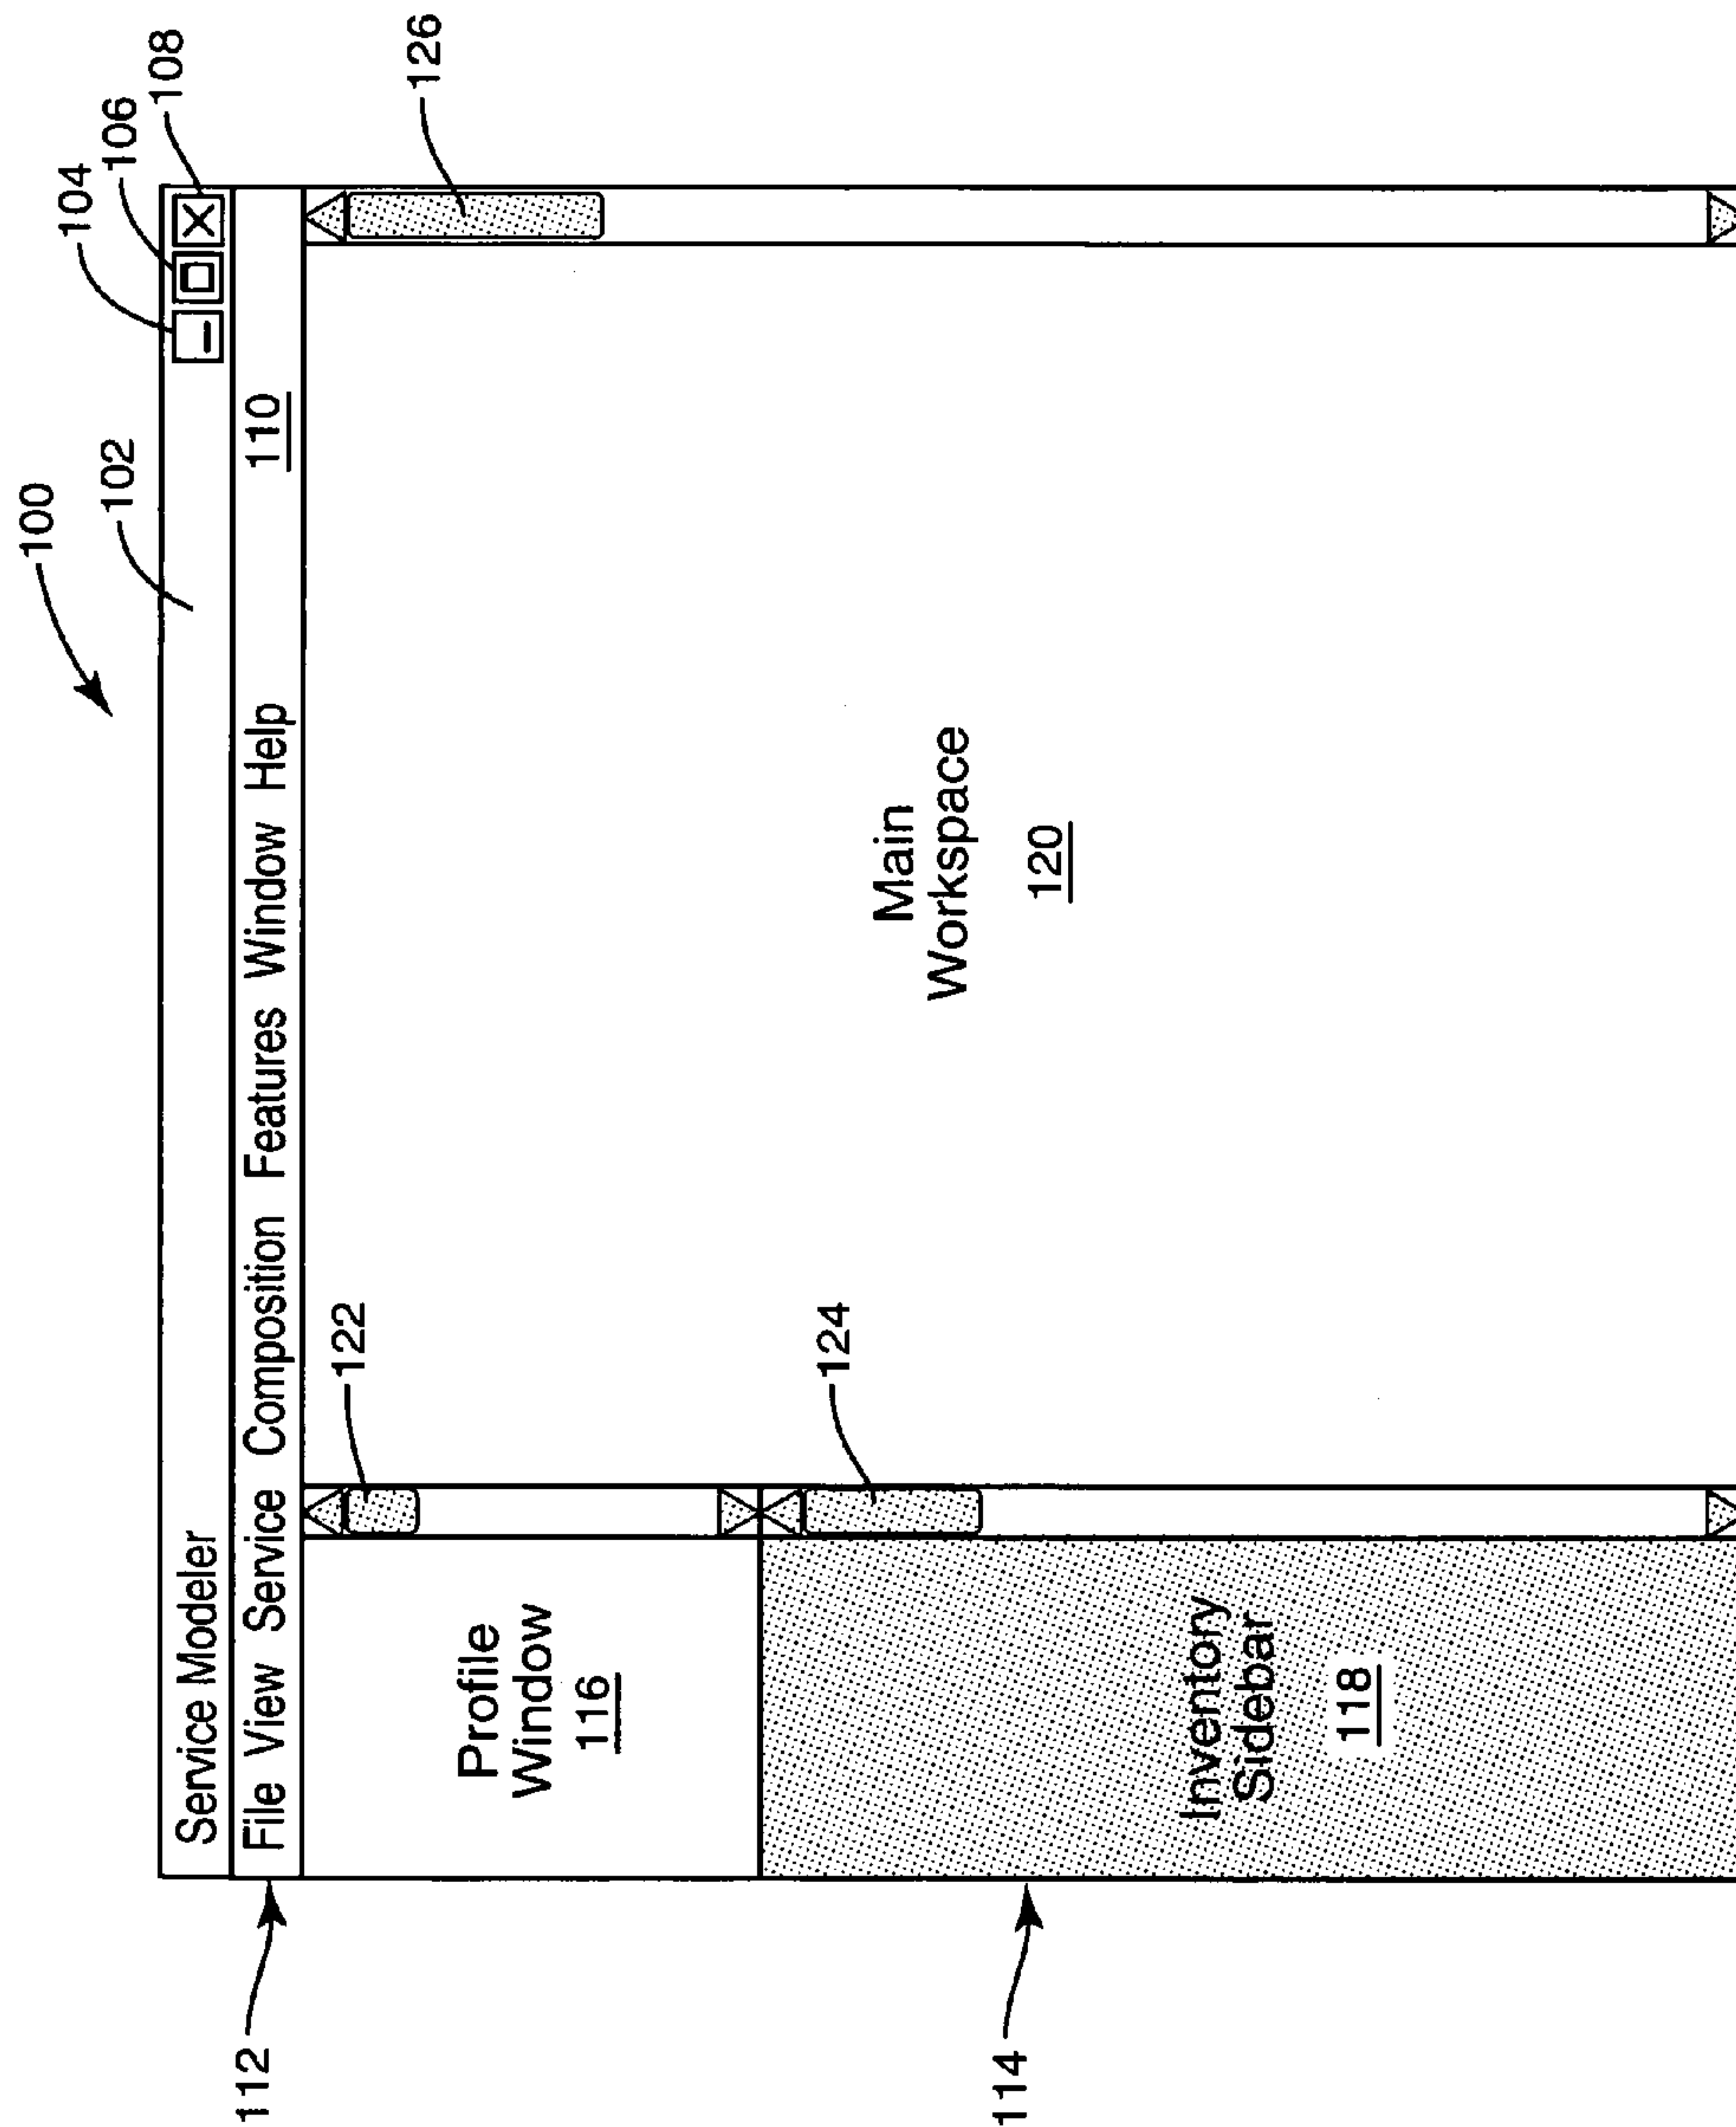 100
102
104
106
108
Service Modeler
File View Service Composition Features Window Help 110
112
122
126
Profile
Window
116
124
Main
Workspace
120
114
Inventory
Sidebar
118